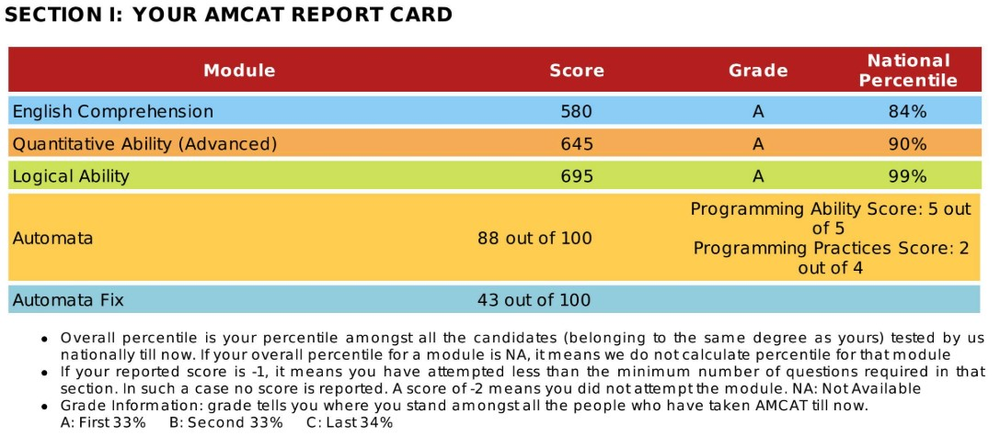 SECTION I: YOUR AMCAT REPORT CARD
Module Score Grade National Percentile
English Comprehension 580 A 84%
Quantitative Ability (Advanced) 645 A 90%
Logical Ability 695 A 99%
Automata 88 out of 100 Programming Ability Score: 5 out of 5 Programming Practices Score: 2 out of 4
Automata Fix 43 out of 100
• Overall percentile is your percentile amongst all the candidates (belonging to the same degree as yours) tested by us
nationally till now. If your overall percentile for a module is NA, it means we do not calculate percentile for that module
• If your reported score is -1, it means you have attempted less than the minimum number of questions required in that
section. In such a case no score is reported. A score of -2 means you did not attempt the module. NA: Not Available
• Grade Information: grade tells you where you stand amongst all the people who have taken AMCAT till now.
A: First 33% B: Second 33% C: Last 34%